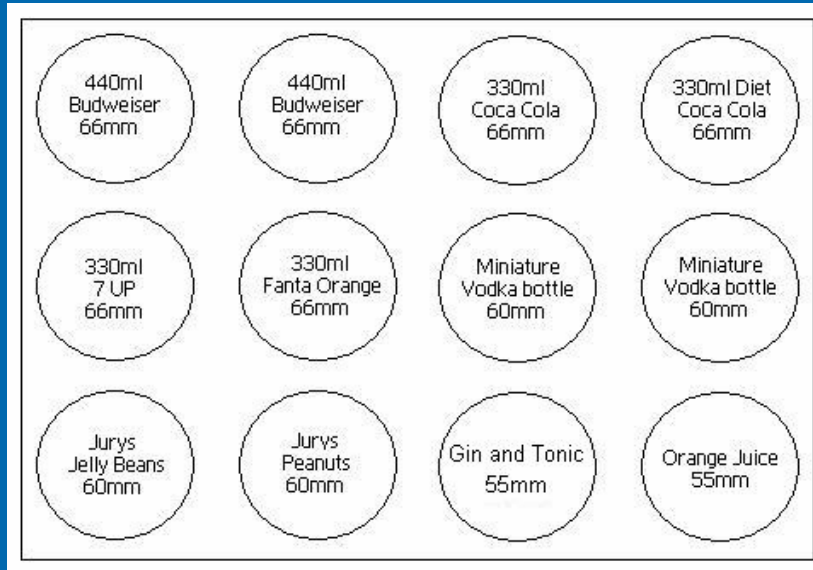 440ml
Budweiser
66mm
440ml
Budweiser
66mm
330ml
Coca Cola
66mm
330ml Diet
Coca Cola
66mm
330ml
7 UP
66mm
330ml
Fanta Orange
66mm
Miniature
Vodka bottle
60mm
Miniature
Vodka bottle
60mm
Jurys
Jelly Beans
60mm
Jurys
Peanuts
60mm
Gin and Tonic
55mm
Orange Juice
55mm